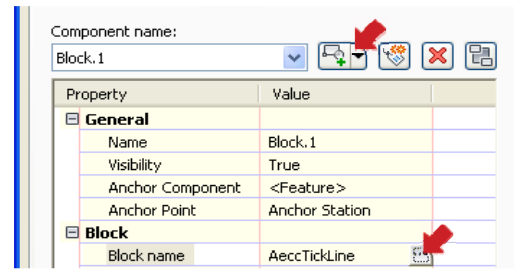 Component name:
Block.1
Property Value
General
Name Block.1
Visibility True
Anchor Component <Feature>
Anchor Point Anchor Station
Block
Block name AeccTickLine